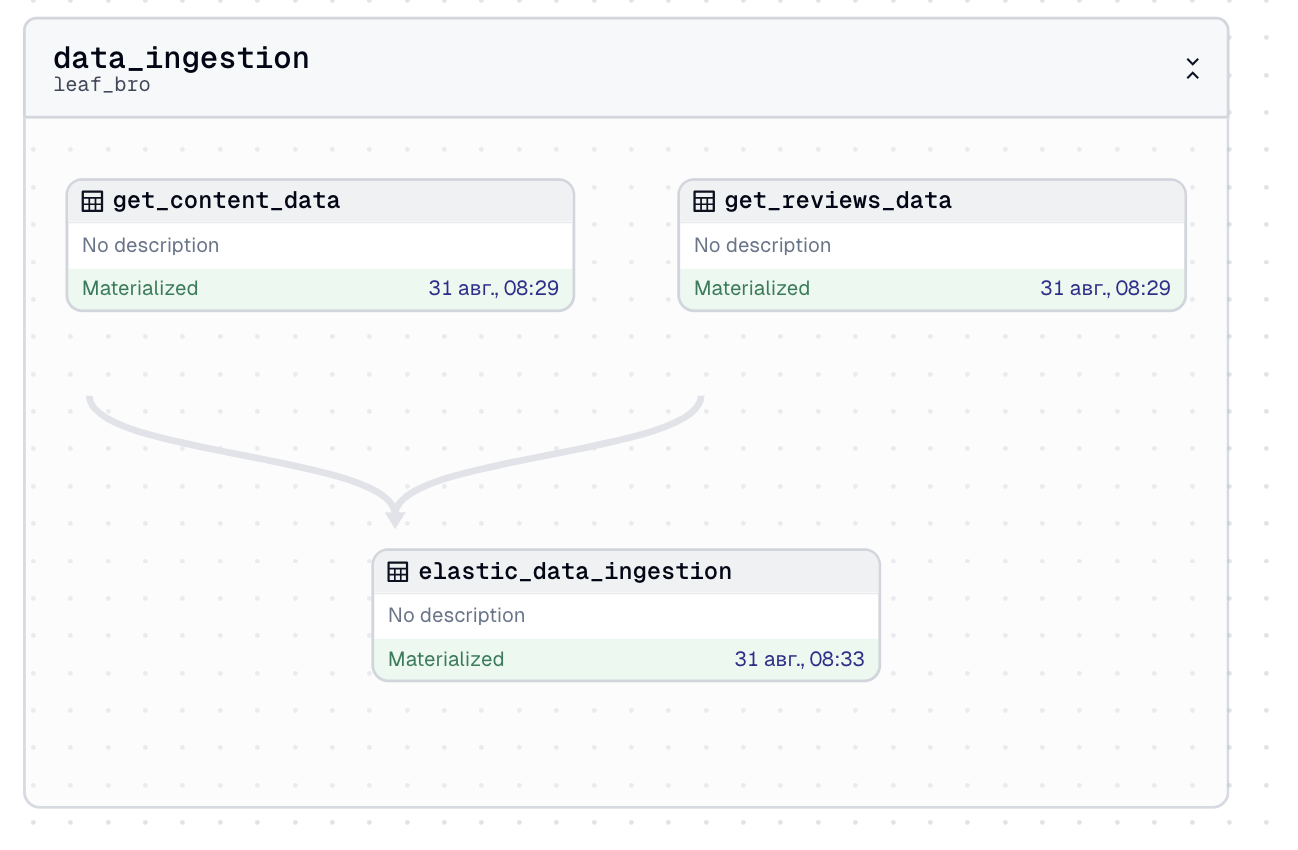 data_ingestion
leaf_bro
get_content_data
No description
Materialized 31 авг., 08:29
get_reviews_data
No description
Materialized 31 авг., 08:29
elastic_data_ingestion
No description
Materialized 31 авг., 08:33